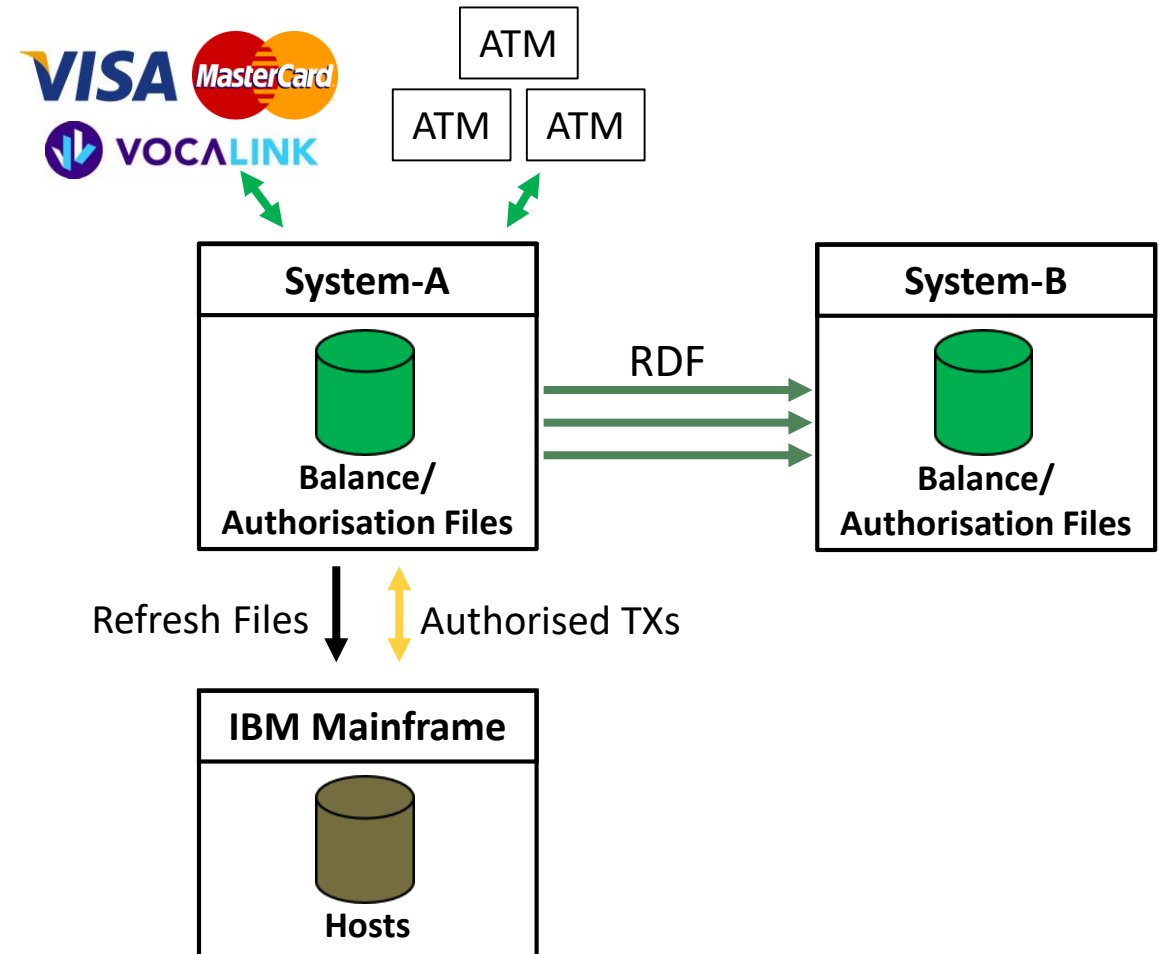 VISA
MasterCard
VOCALINK
ATM
ATM
ATM
System-A
System-B
RDF
Balance/
Authorisation Files
Balance/
Authorisation Files
Refresh Files
Authorised TXs
IBM Mainframe
Hosts